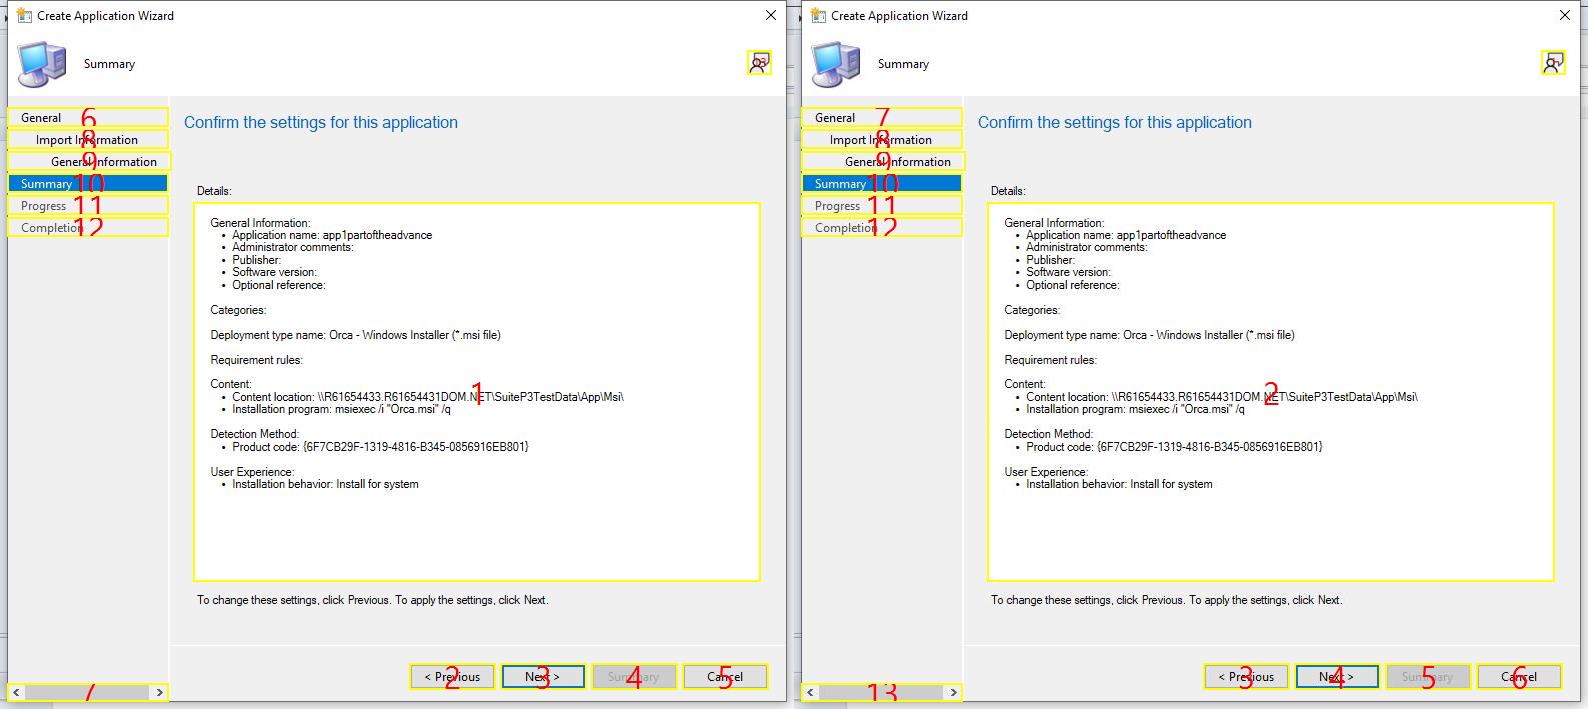 Create Application Wizard
Summary
13
General 6
Import Information 8
General Information 9
Summary 10
Progress 11
Completion 12
7
Confirm the settings for this application
Details:
General Information:
• Application name: app1partoftheadvance
• Administrator comments:
• Publisher:
• Software version:
• Optional reference:
Categories:
Deployment type name: Orca - Windows Installer (*.msi file)
Requirement rules:
Content:
• Content location: \\R61654433.R61654431DOM.NET\SuiteP3TestData\App\Msi\
1
• Installation program: msiexec /i "Orca.msi" /q
Detection Method:
• Product code: {6F7CB29F-1319-4816-B345-0856916EB801}
User Experience:
• Installation behavior: Install for system
To change these settings, click Previous. To apply the settings, click Next.
< Previous 2
Next > 3
Summary 4
Cancel 5
Create Application Wizard
Summary
General 7
Import Information 8
General Information 9
Summary 10
Progress 11
Completion 12
13
Confirm the settings for this application
Details:
General Information:
• Application name: app1partoftheadvance
• Administrator comments:
• Publisher:
• Software version:
• Optional reference:
Categories:
Deployment type name: Orca - Windows Installer (*.msi file)
Requirement rules:
Content:
• Content location: \\R61654433.R61654431DOM.NET\SuiteP3TestData\App\Msi\
2
• Installation program: msiexec /i "Orca.msi" /q
Detection Method:
• Product code: {6F7CB29F-1319-4816-B345-0856916EB801}
User Experience:
• Installation behavior: Install for system
To change these settings, click Previous. To apply the settings, click Next.
< Previous 3
Next > 4
Summary 5
Cancel 6